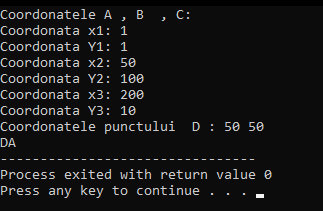 Coordonatele A , B  , C:
Coordonata x1: 1
Coordonata Y1: 1
Coordonata x2: 50
Coordonata Y2: 100
Coordonata x3: 200
Coordonata Y3: 10
Coordonatele punctului  D : 50 50
DA
--------------------------------
Process exited with return value 0
Press any key to continue . . .